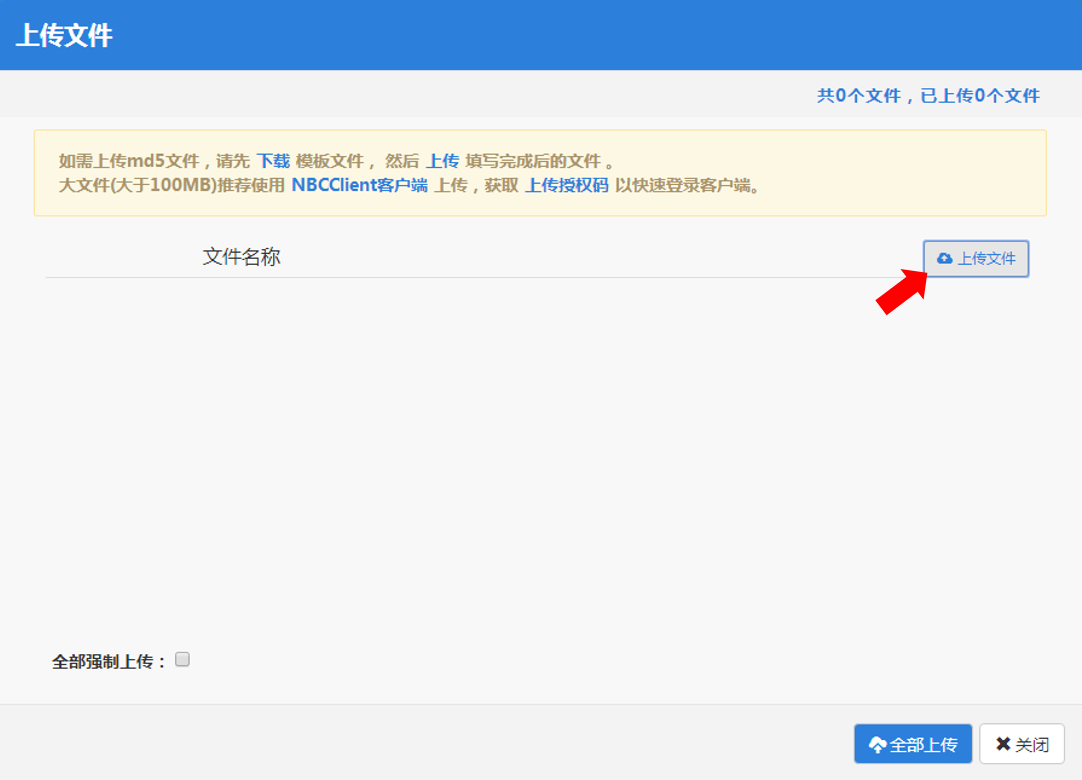 上传文件
共0个文件，已上传0个文件
如需上传md5文件，请先 下载 模板文件， 然后 上传 填写完成后的文件 。
大文件(大于100MB)推荐使用 NBCClient客户端 上传，获取 上传授权码 以快速登录客户端。
文件名称
上传文件
全部强制上传：
全部上传
关闭